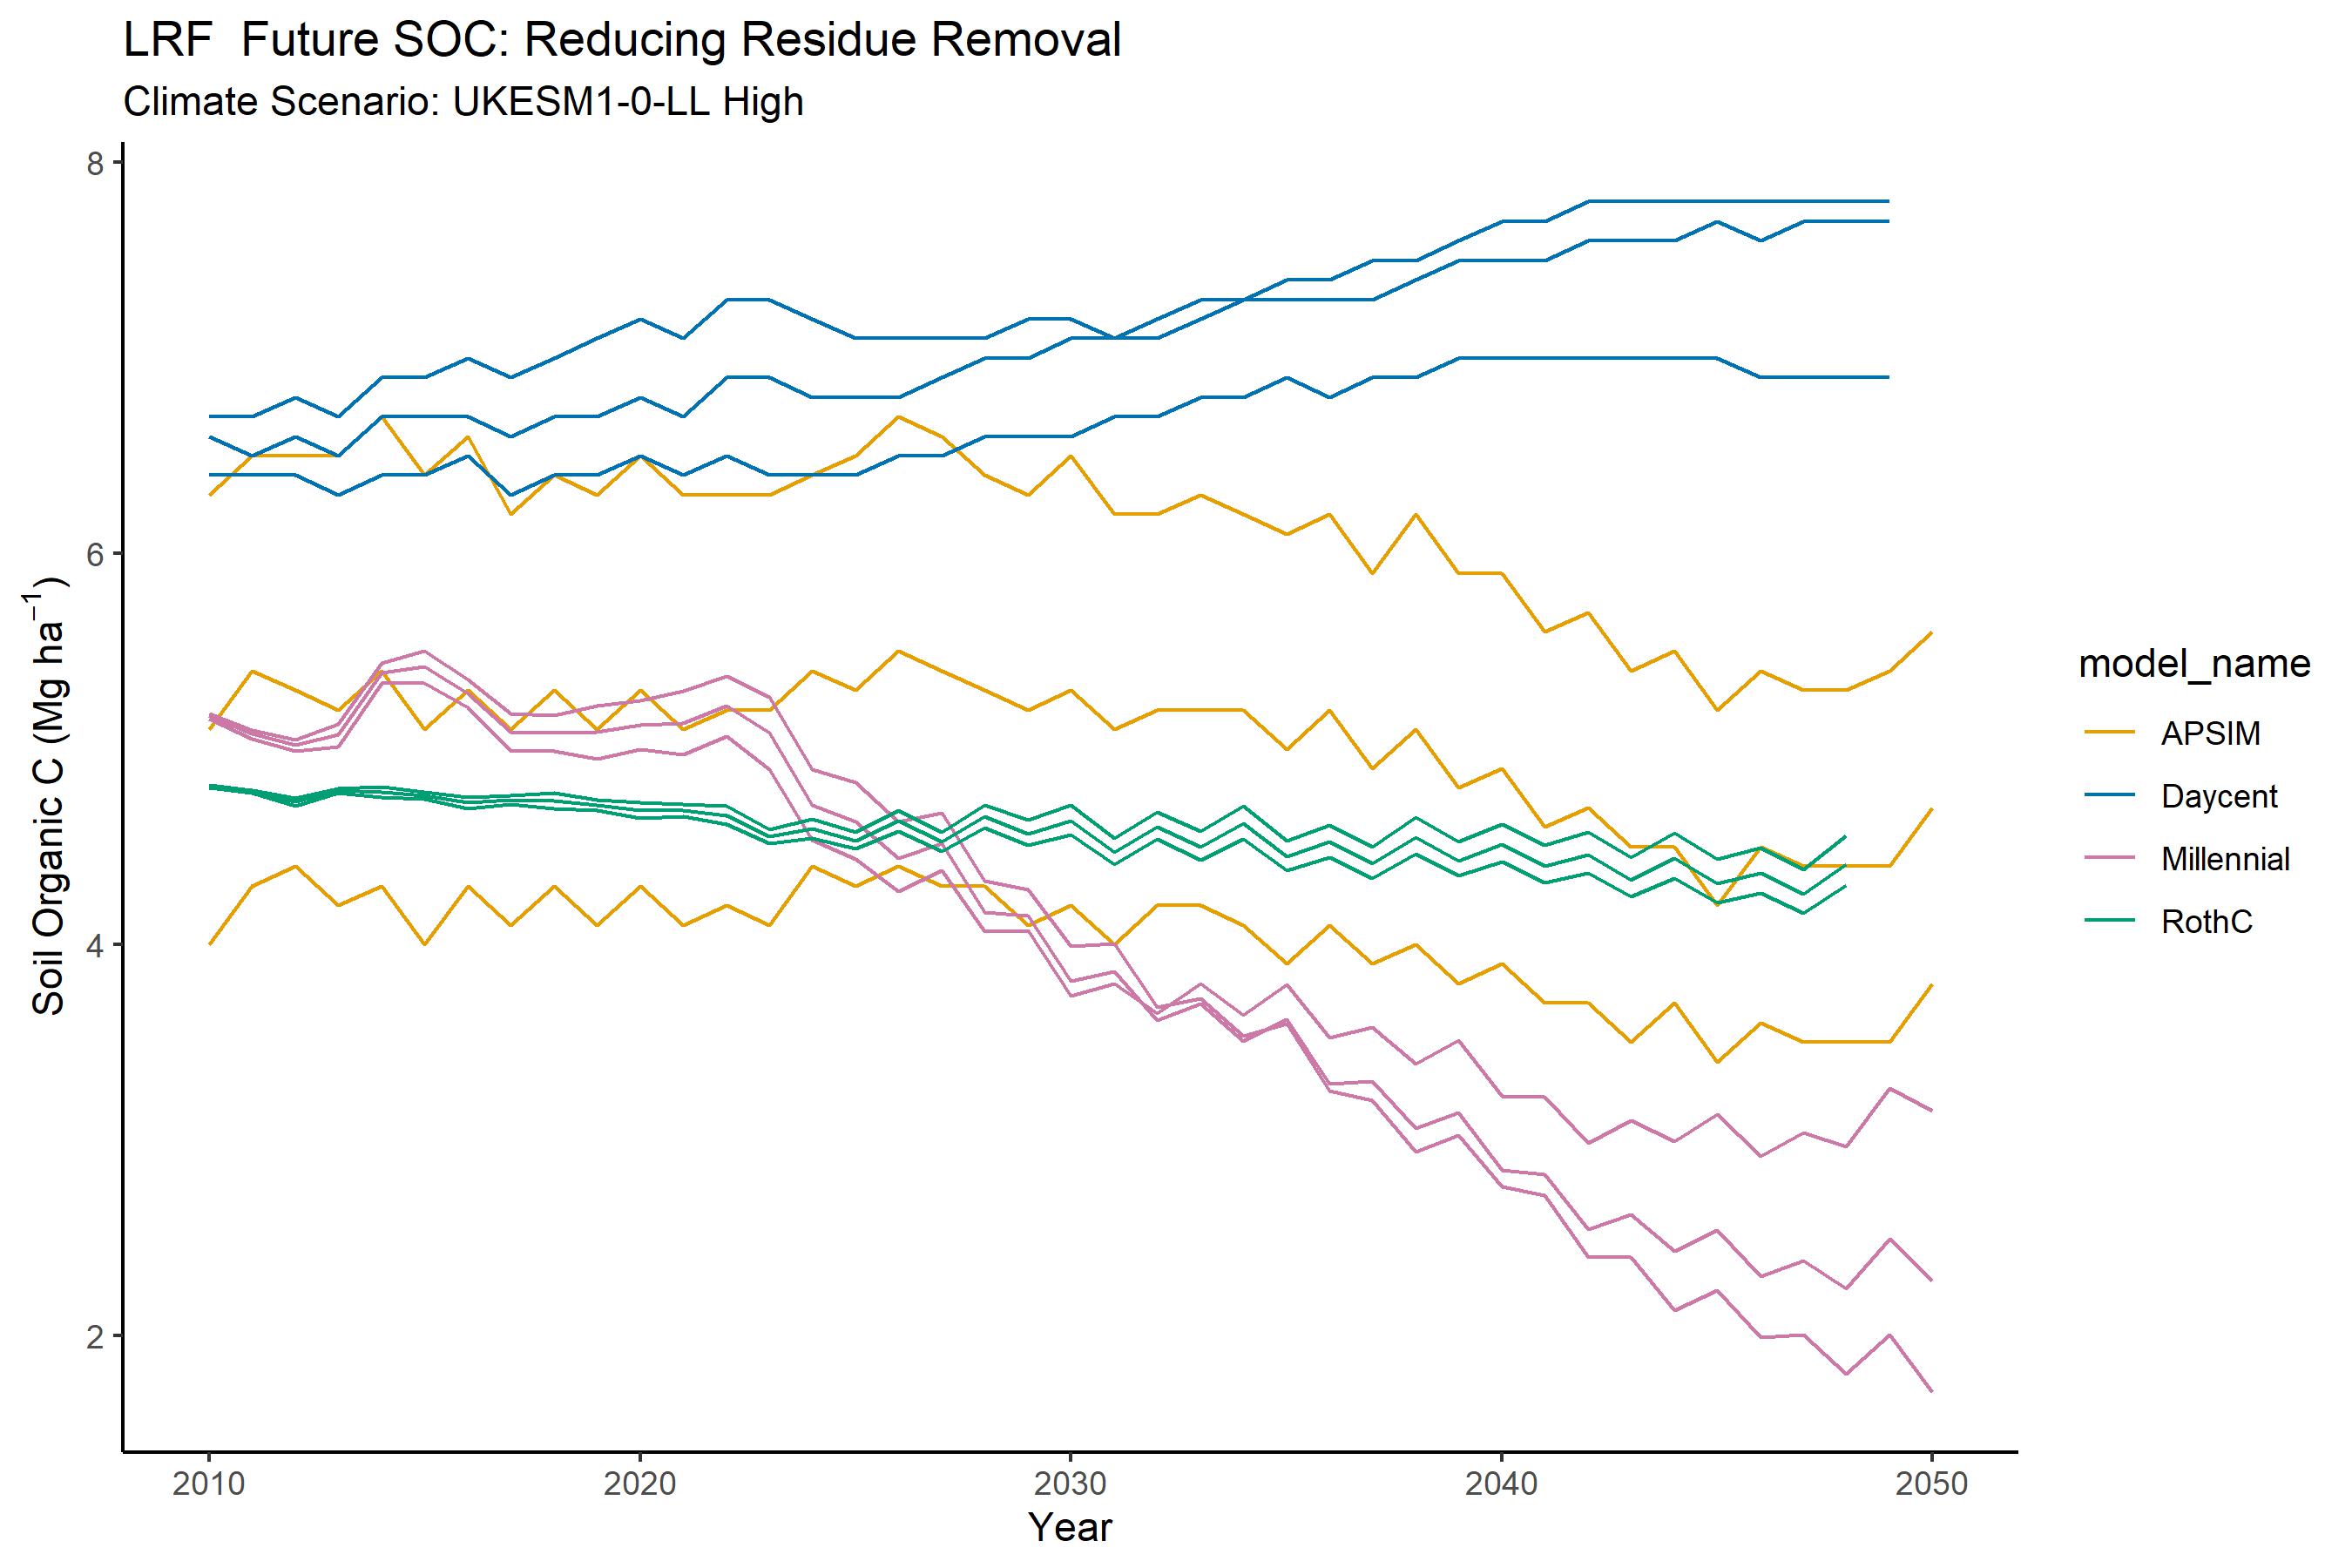 LRF  Future SOC: Reducing Residue Removal
Climate Scenario: UKESM1-0-LL High
8
6
4
2
Soil Organic C (Mg ha⁻¹)
2010 2020 2030 2040 2050
Year
model_name
APSIM
Daycent
Millennial
RothC